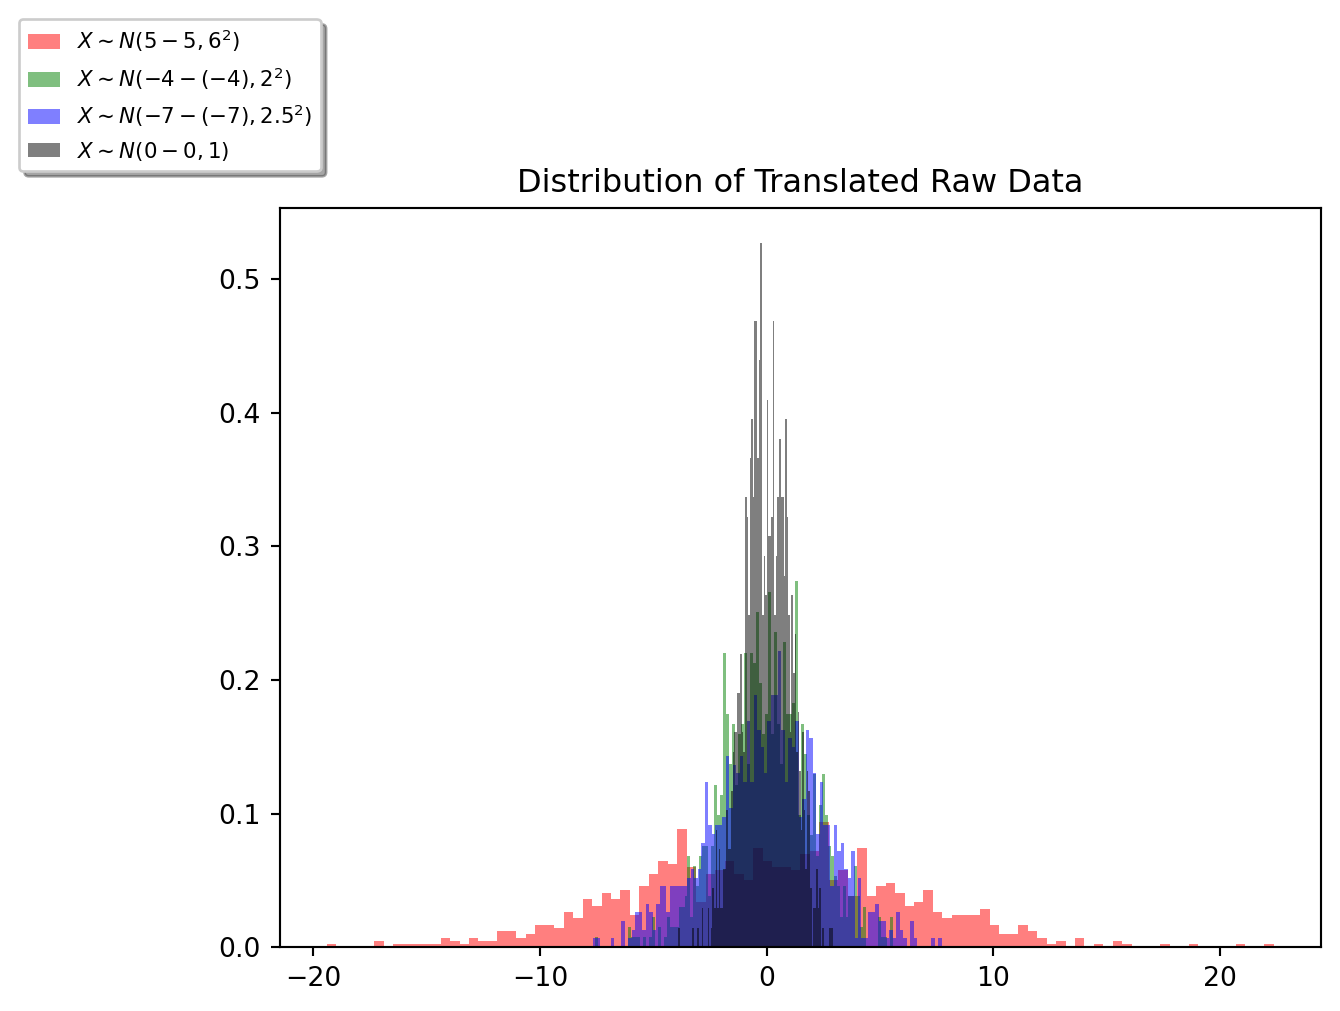 X ~ N(5 − 5, 6²)
X ~ N(−4 − (−4), 2²)
X ~ N(−7 − (−7), 2.5²)
X ~ N(0 − 0, 1)
Distribution of Translated Raw Data
0.5
0.4
0.3
0.2
0.1
0.0
−20 −10 0 10 20